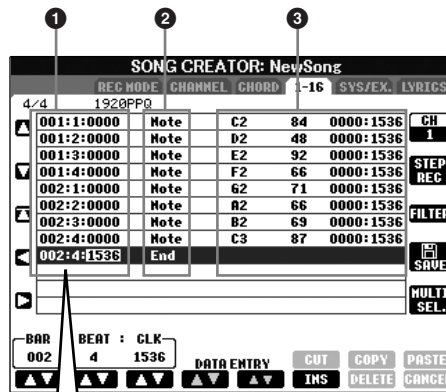 1 2 3
SONG CREATOR: NewSong
REC MODE CHANNEL CHORD 1-16 SYS/EX. LYRICS
4/4 1920PPQ
001:1:0000 Note C2 84 0000:1536
001:2:0000 Note D2 48 0000:1536
001:3:0000 Note E2 92 0000:1536
001:4:0000 Note F2 66 0000:1536
002:1:0000 Note G2 71 0000:1536
002:2:0000 Note A2 66 0000:1536
002:3:0000 Note B2 69 0000:1536
002:4:0000 Note C3 87 0000:1536
002:4:1536 End
CH
1
STEP
REC
FILTER
SAVE
MULTI
SEL.
BAR BEAT : CLK
002 4 1536
DATA ENTRY
CUT COPY PASTE
INS DELETE CANCEL